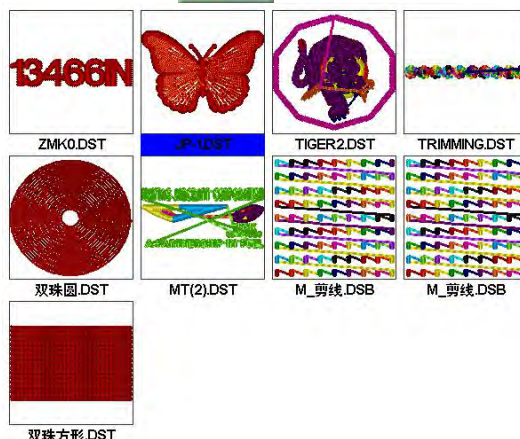 13466IN
ZMK0.DST
JP-1.DST
TIGER2.DST
TRIMMING.DST
双珠圆.DST
MT(2).DST
M_剪线.DSB
M_剪线.DSB
双珠方形.DST